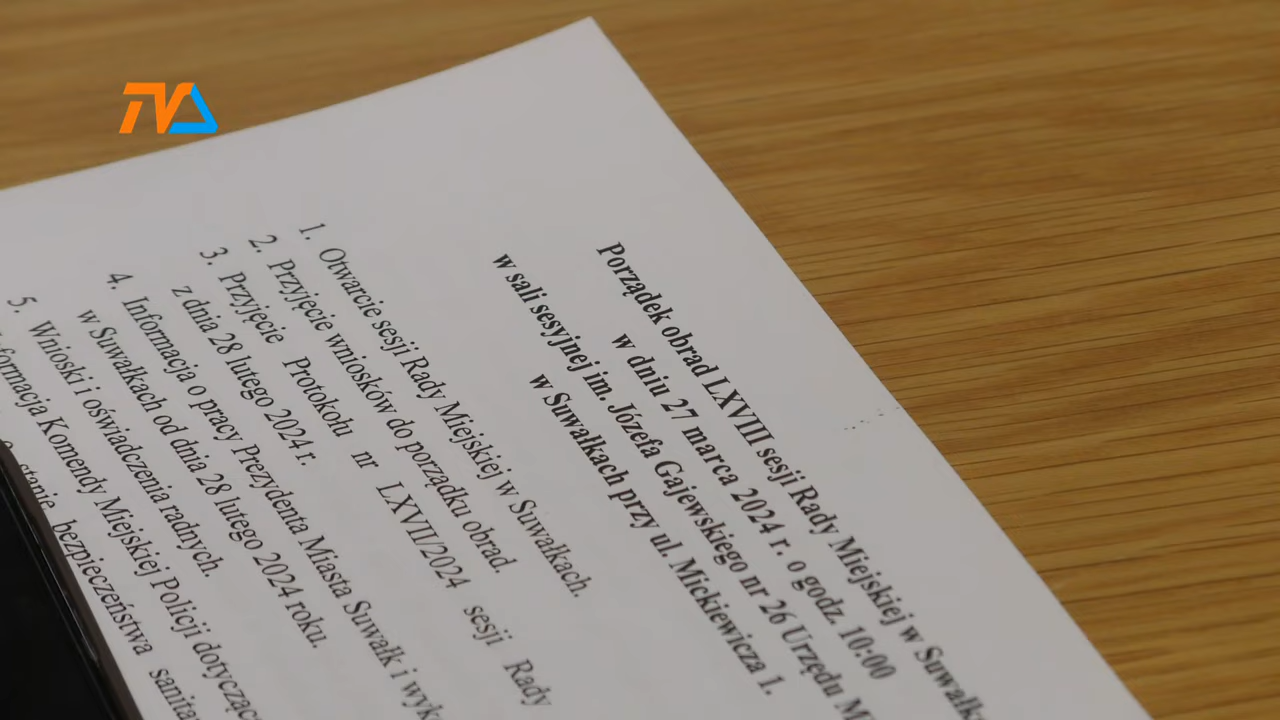 TVA
Porządek obrad LXVIII sesji Rady Miejskiej w
w dniu 27 marca 2024 r. o godz. 10:00
w sali sesyjnej im. Józefa Gajewskiego nr 26 Urzędu
w Suwałkach przy ul. Mickiewicza 1.
1. Otwarcie sesji Rady Miejskiej w Suwałkach.
2. Przyjęcie wniosków do porządku obrad.
3. Przyjęcie Protokołu nr LXVII/2024 sesji Rady
z dnia 28 lutego 2024 r.
4. Informacja o pracy Prezydenta Miasta Suwałk i
w Suwałkach od dnia 28 lutego 2024 roku.
5. Wnioski i oświadczenia radnych.
Komendy Miejskiej Policji
stanie bezpieczeństwa